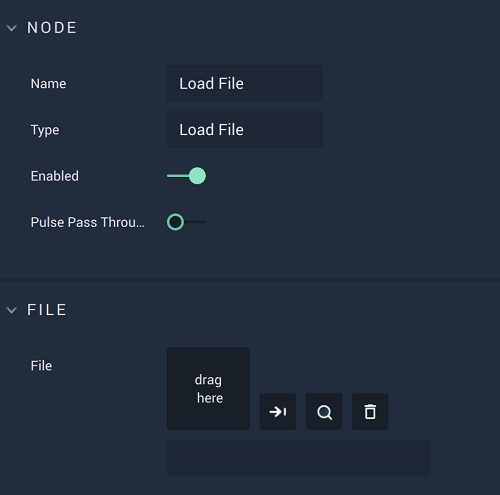 NODE
Name Load File
Type Load File
Enabled
Pulse Pass Throu...
FILE
File
drag
here